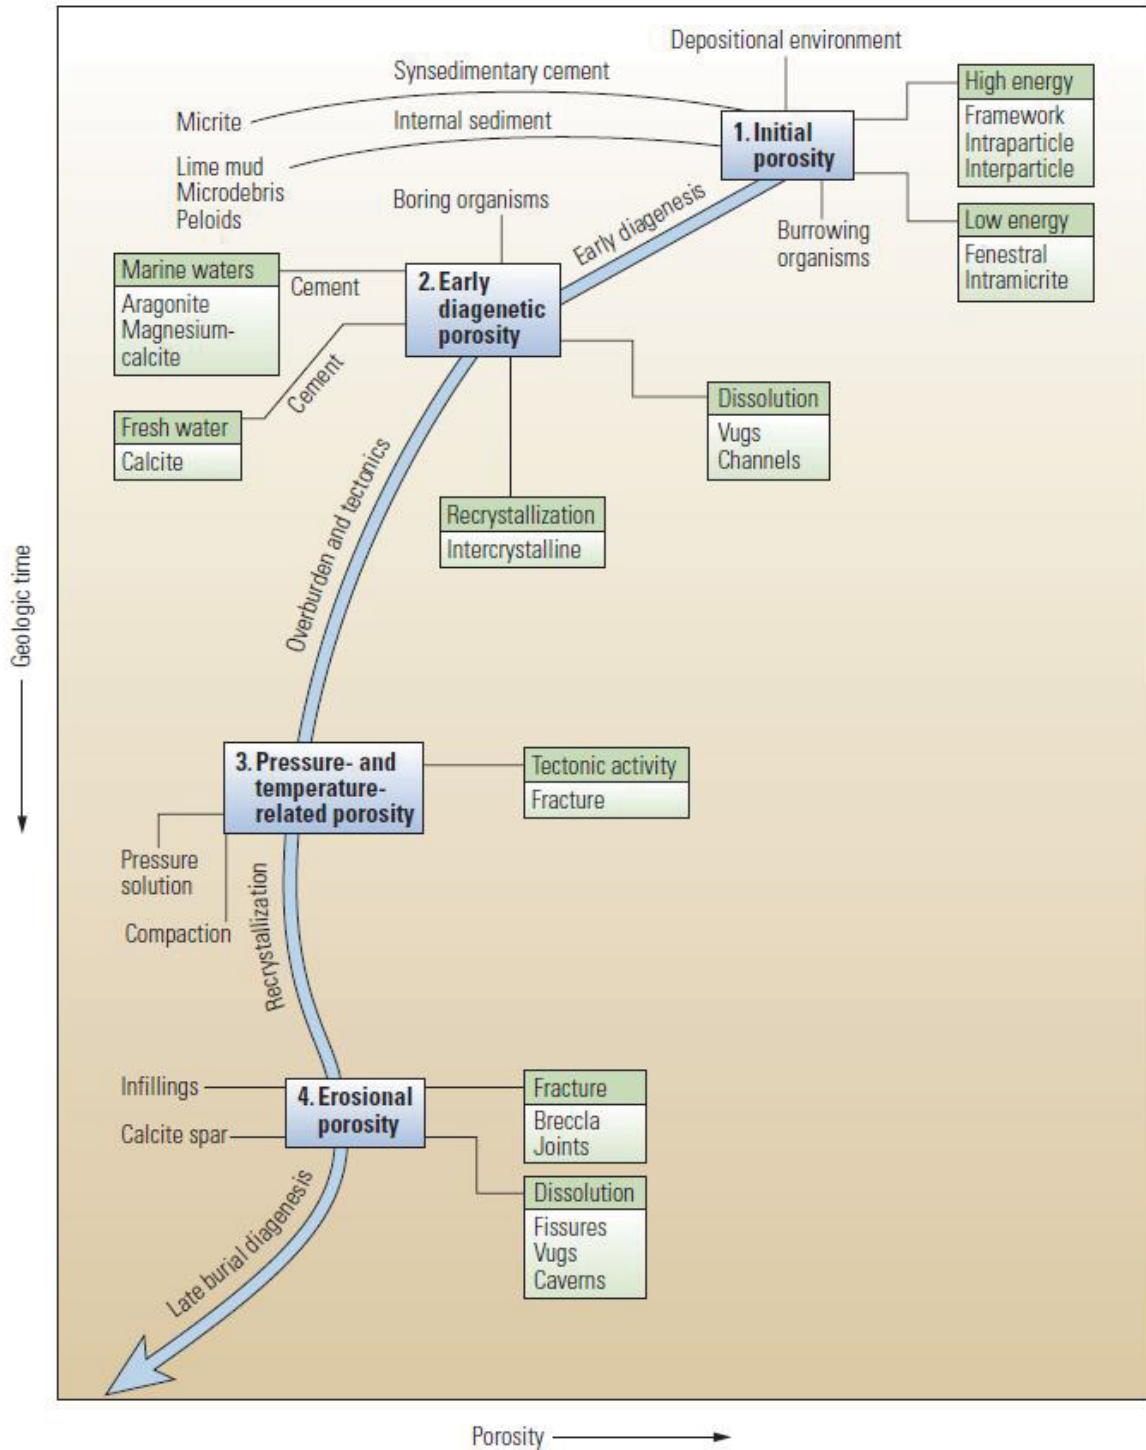 Depositional environment
Synsedimentary cement
Micrite
Internal sediment
Lime mud
Microdebris
Peloids
1. Initial
porosity
High energy
Framework
Intraparticle
Interparticle
Low energy
Fenestral
Intramicrite
Burrowing
organisms
Early diagenesis
Boring organisms
2. Early
diagenetic
porosity
Marine waters
Aragonite
Magnesium-
calcite
Cement
Fresh water
Calcite
Cement
Dissolution
Vugs
Channels
Recrystallization
Intercrystalline
Overburden and tectonics
Geologic time
3. Pressure- and
temperature-
related porosity
Tectonic activity
Fracture
Pressure
solution
Compaction
Recrystallization
Infillings
Calcite spar
4. Erosional
porosity
Fracture
Breccla
Joints
Dissolution
Fissures
Vugs
Caverns
Late burial diagenesis
Porosity